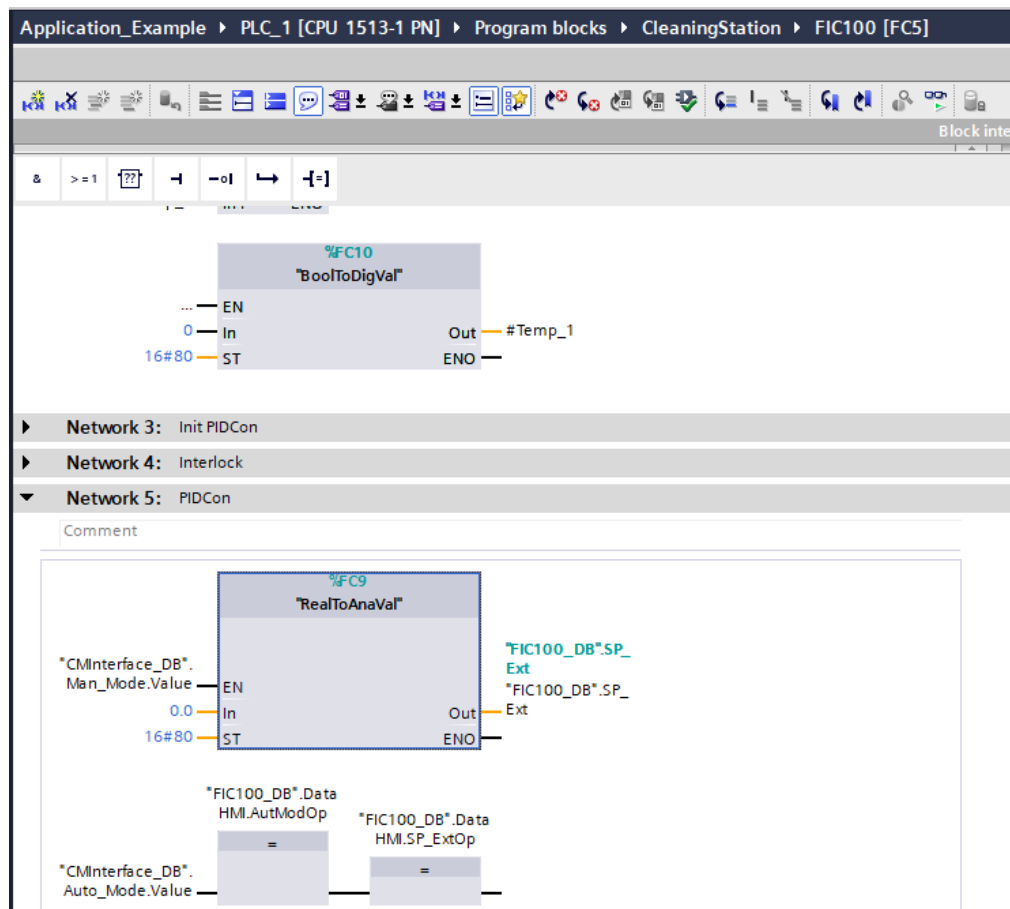 Application_Example ▸ PLC_1 [CPU 1513-1 PN] ▸ Program blocks ▸ CleaningStation ▸ FIC100 [FC5]
Block inte
& >=1 ??
%FC10
"BoolToDigVal"
... EN
0 In Out #Temp_1
16#80 ST ENO
Network 3: Init PIDCon
Network 4: Interlock
Network 5: PIDCon
Comment
%FC9
"RealToAnaVal"
"CMInterface_DB".
Man_Mode.Value EN
0.0 In Out
16#80 ST ENO
"FIC100_DB".SP_
Ext
"FIC100_DB".SP_
Ext
"FIC100_DB".Data
HMI.AutModOp
=
"FIC100_DB".Data
HMI.SP_ExtOp
=
"CMInterface_DB".
Auto_Mode.Value